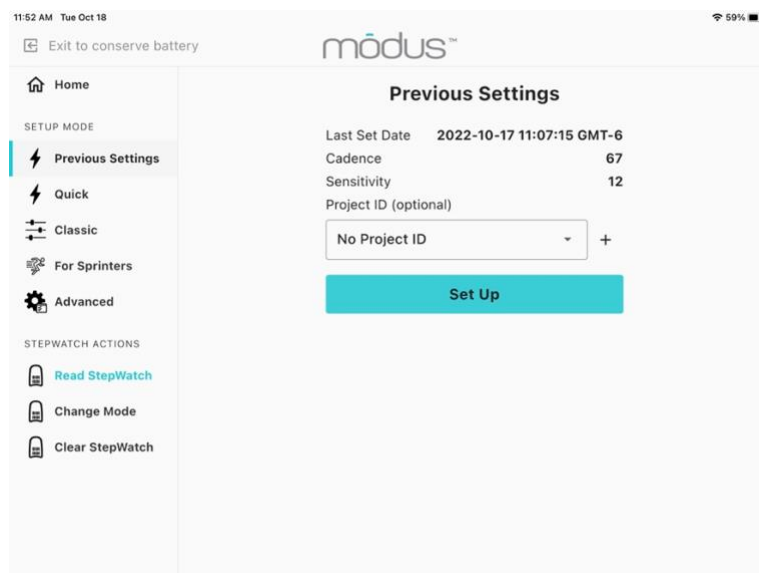 11:52 AM Tue Oct 18
59%
Exit to conserve battery
mōdus™
Home
SETUP MODE
Previous Settings
Quick
Classic
For Sprinters
Advanced
STEPWATCH ACTIONS
Read StepWatch
Change Mode
Clear StepWatch
Previous Settings
Last Set Date 2022-10-17 11:07:15 GMT-6
Cadence 67
Sensitivity 12
Project ID (optional)
No Project ID +
Set Up